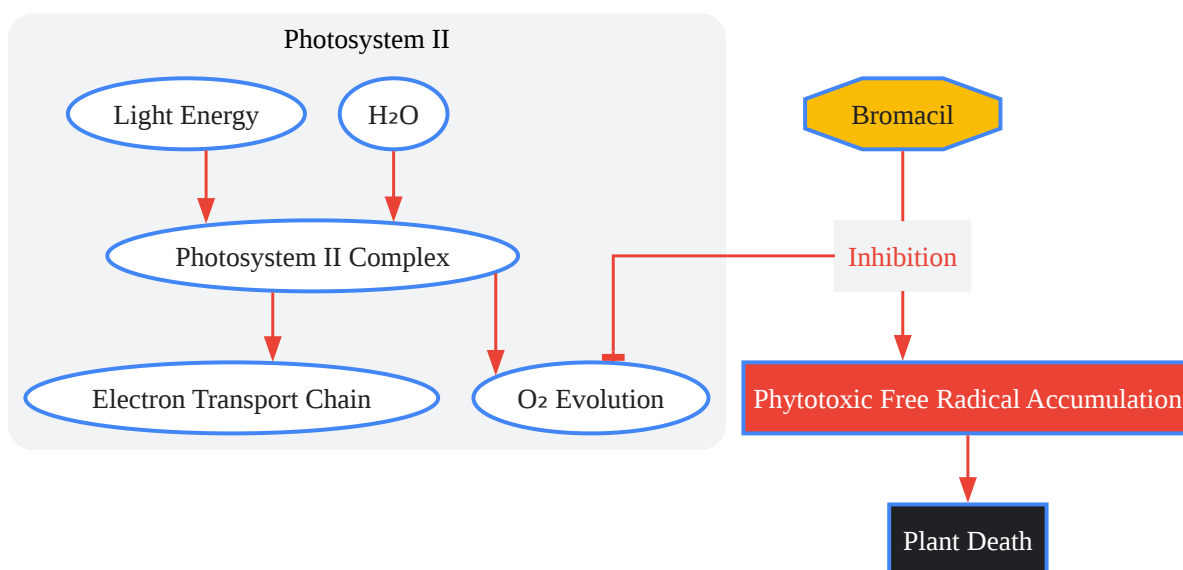 Photosystem II
Light Energy
H₂O
Bromacil
Photosystem II Complex
Inhibition
Electron Transport Chain
O₂ Evolution
Phytotoxic Free Radical Accumulation
Plant Death